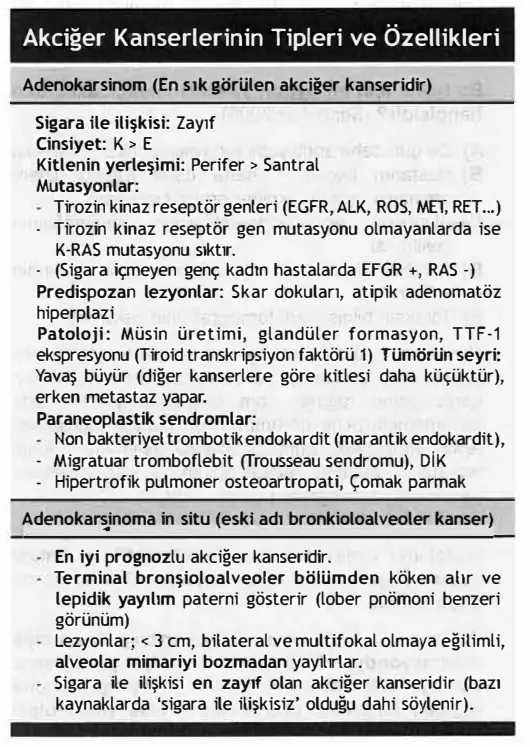 Akciğer Kanserlerinin Tipleri ve Özellikleri
Adenokarsinom (En sık görülen akciğer kanseridir)
Sigara ile ilişkisi: Zayıf
Cinsiyet: K > E
Kitlenin yerleşimi: Perifer > Santral
Mutasyonlar:
- Tirozin kinaz reseptör genleri (EGFR, ALK, ROS, MET, RET...)
- Tirozin kinaz reseptör gen mutasyonu olmayanlarda ise
K-RAS mutasyonu sıktır.
- (Sigara içmeyen genç kadın hastalarda EFGR +, RAS -)
Predispozan lezyonlar: Skar dokuları, atipik adenomatöz
hiperplazi
Patoloji: Müsin üretimi, glandüler formasyon, TTF-1
ekspresyonu (Tiroid transkripsiyon faktörü I) Tümörün seyri:
Yavaş büyür (diğer kanserlere göre kitlesi daha küçüktür),
erken metastaz yapar.
Paraneoplastik sendromlar:
- Non bakteriyel trombotik endokardit (marantik endokardit),
- Migratuar tromboflebit (Trousseau sendromu), DİK
- Hipertrofik pulmoner osteoartropati, Çomak parmak
Adenokarsinoma in situ (eski adı bronkioloalveoler kanser)
- En iyi prognozlu akciğer kanseridir.
- Terminal bronşioloalveoler bölümden köken alır ve
lepidik yayılım paterni gösterir (lober pnömoni benzeri
görünüm)
- Lezyonlar; < 3 cm, bilateral ve multifokal olmaya eğilimli,
alveolar mimariyi bozmadan yayılırlar.
- Sigara ile ilişkisi en zayıf olan akciğer kanseridir (bazı
kaynaklarda ‘sigara ile ilişkisiz’ olduğu dahi söylenir).